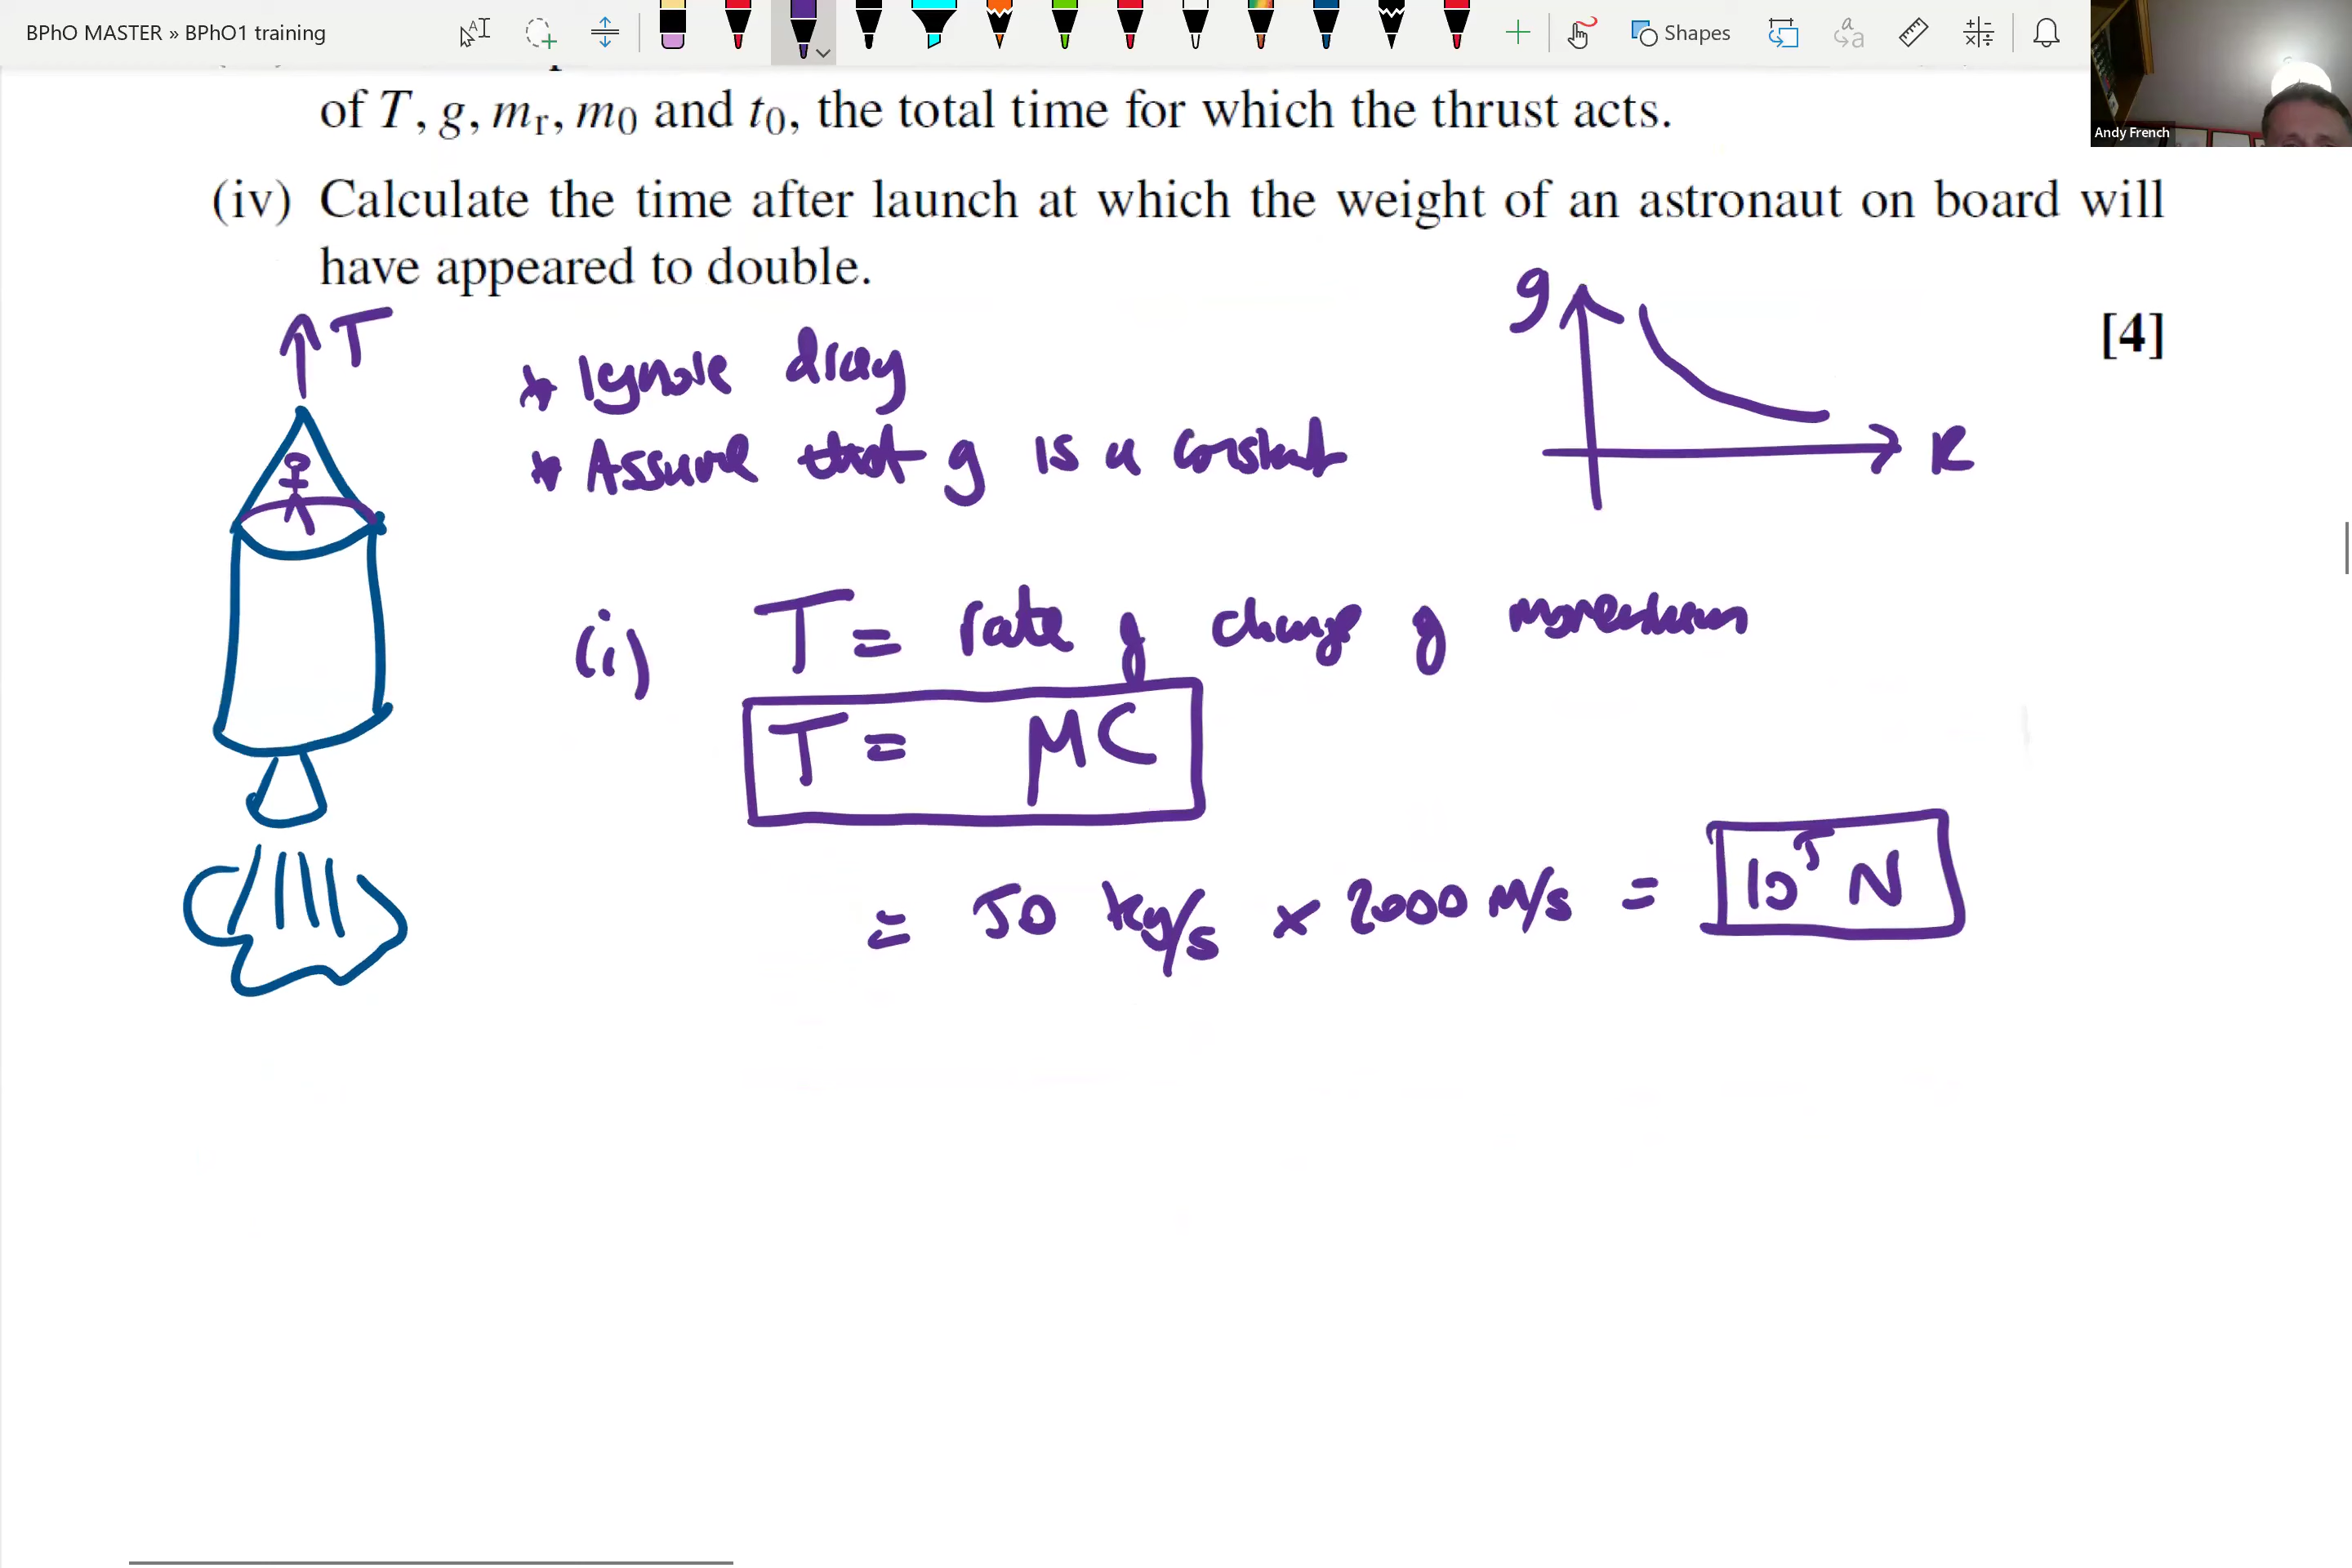 BPhO MASTER » BPhO1 training
Shapes
Andy French
of T, g, mᵣ, m₀ and t₀, the total time for which the thrust acts.
(iv) Calculate the time after launch at which the weight of an astronaut on board will
have appeared to double.
[4]
T
* Ignore drag
* Assume that g is a constant
g
R
(i) T = rate of change of momentum
T = μC
= 50 kg/s × 2000 m/s = 10⁵ N